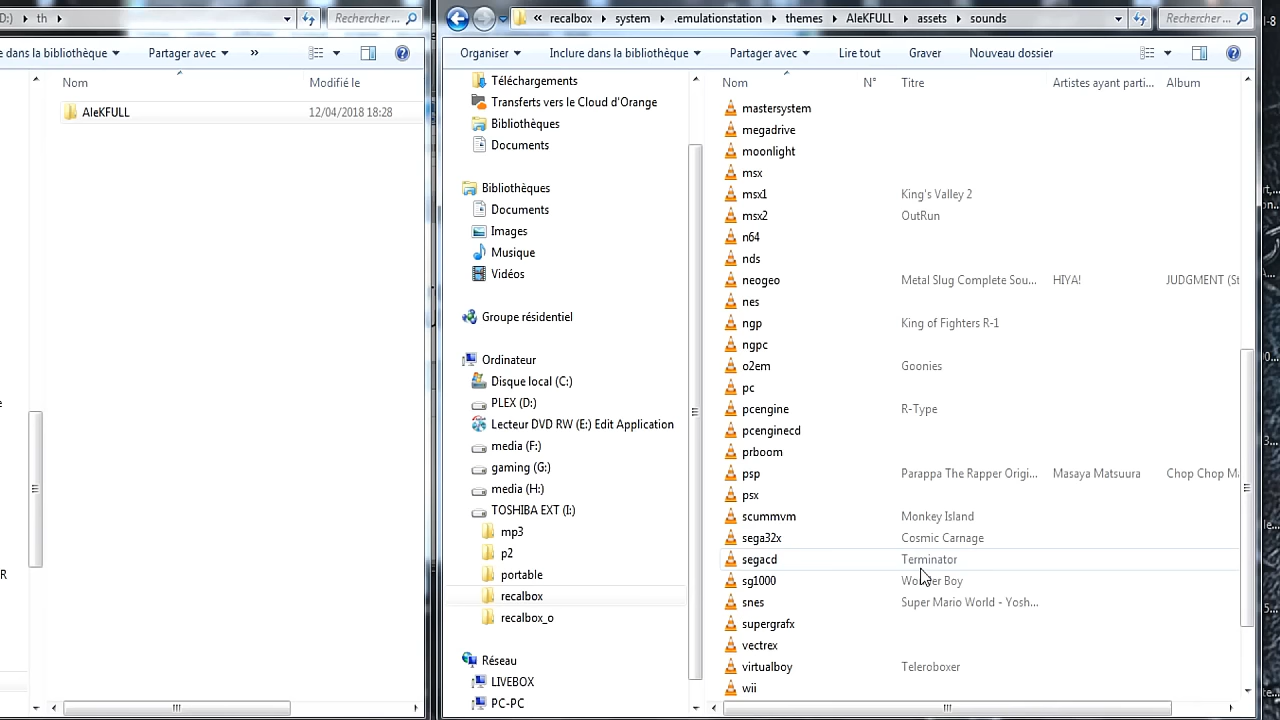 D:) ▸ th ▸
Rechercher ...
« recalbox ▸ system ▸ .emulationstation ▸ themes ▸ AleKFULL ▸ assets ▸ sounds
Rechercher ...
e dans la bibliothèque
Partager avec
»
Organiser
Inclure dans la bibliothèque
Partager avec
Lire tout
Graver
Nouveau dossier
Nom
Modifié le
AleKFULL
12/04/2018 18:28
R
Téléchargements
Transferts vers le Cloud d'Orange
Bibliothèques
Documents
Bibliothèques
Documents
Images
Musique
Vidéos
Groupe résidentiel
Ordinateur
Disque local (C:)
PLEX (D:)
Lecteur DVD RW (E:) Edit Application
media (F:)
gaming (G:)
media (H:)
TOSHIBA EXT (I:)
mp3
p2
portable
recalbox
recalbox_o
Réseau
LIVEBOX
PC-PC
Nom N° Titre Artistes ayant parti... Album
mastersystem
megadrive
moonlight
msx
msx1 King's Valley 2
msx2 OutRun
n64
nds
neogeo Metal Slug Complete Sou... HIYA! JUDGMENT (St
nes
ngp King of Fighters R-1
ngpc
o2em Goonies
pc
pcengine R-Type
pcenginecd
prboom
psp Parappa The Rapper Origi... Masaya Matsuura Chop Chop M
psx
scummvm Monkey Island
sega32x Cosmic Carnage
segacd Terminator
sg1000 Wonder Boy
snes Super Mario World - Yosh...
supergrafx
vectrex
virtualboy Teleroboxer
wii